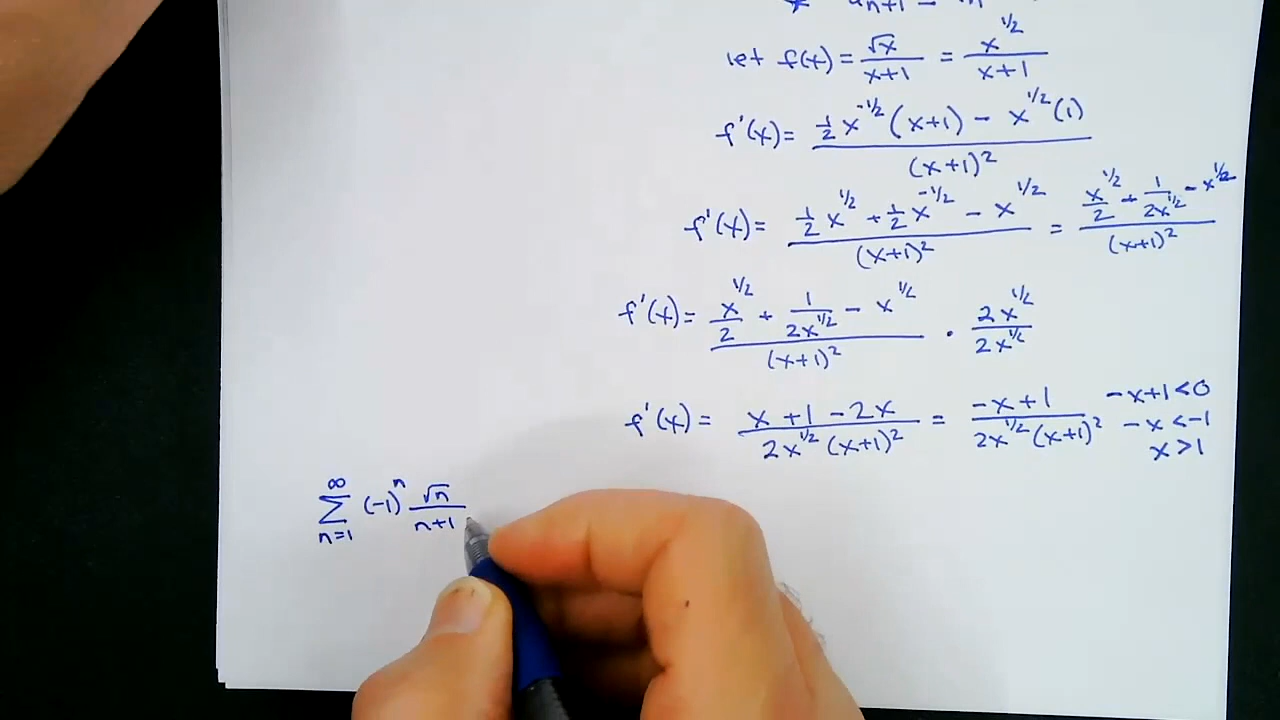 let f(x) = √x/(x+1) = x^(1/2)/(x+1)
f'(x) = (½x^(-1/2)(x+1) - x^(1/2)(1))/(x+1)²
f'(x) = (½x^(1/2) + ½x^(-1/2) - x^(1/2))/(x+1)² = (x^(1/2)/2 + 1/(2x^(1/2)) - x^(1/2))/(x+1)²
f'(x) = (x^(1/2)/2 + 1/(2x^(1/2)) - x^(1/2))/(x+1)² · 2x^(1/2)/2x^(1/2)
f'(x) = (x+1-2x)/(2x^(1/2)(x+1)²) = (-x+1)/(2x^(1/2)(x+1)²)
-x+1<0
-x<-1
x>1
∑_{n=1}^{∞} (-1)^n √n/(n+1)